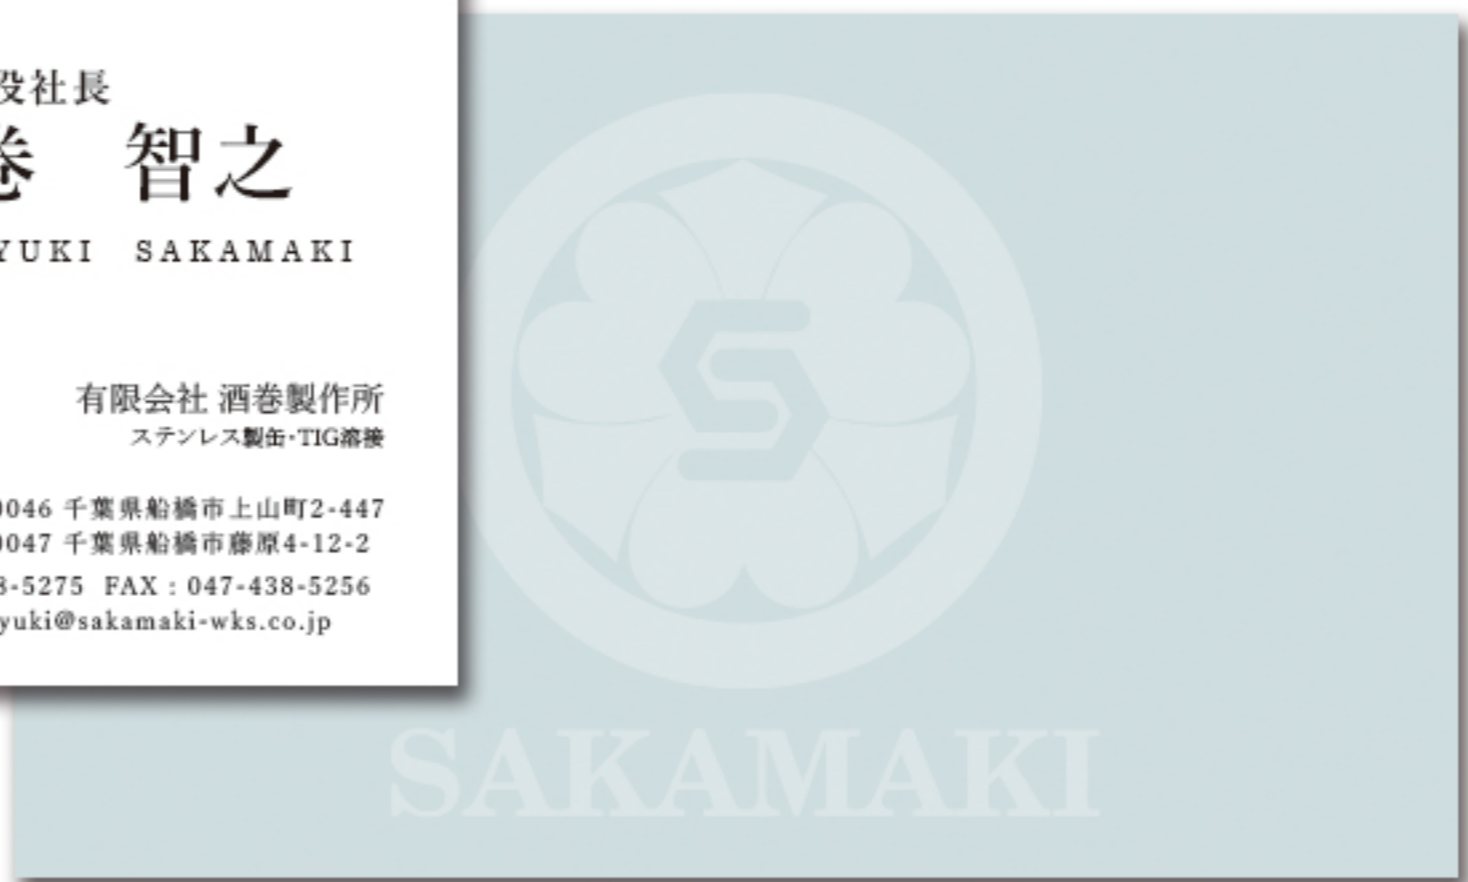 役社長
巻 智之
YUKI SAKAMAKI
有限会社 酒巻製作所
ステンレス製缶・TIG溶接
0046 千葉県船橋市上山町2-447
0047 千葉県船橋市藤原4-12-2
8-5275 FAX : 047-438-5256
yuki@sakamaki-wks.co.jp
S
SAKAMAKI